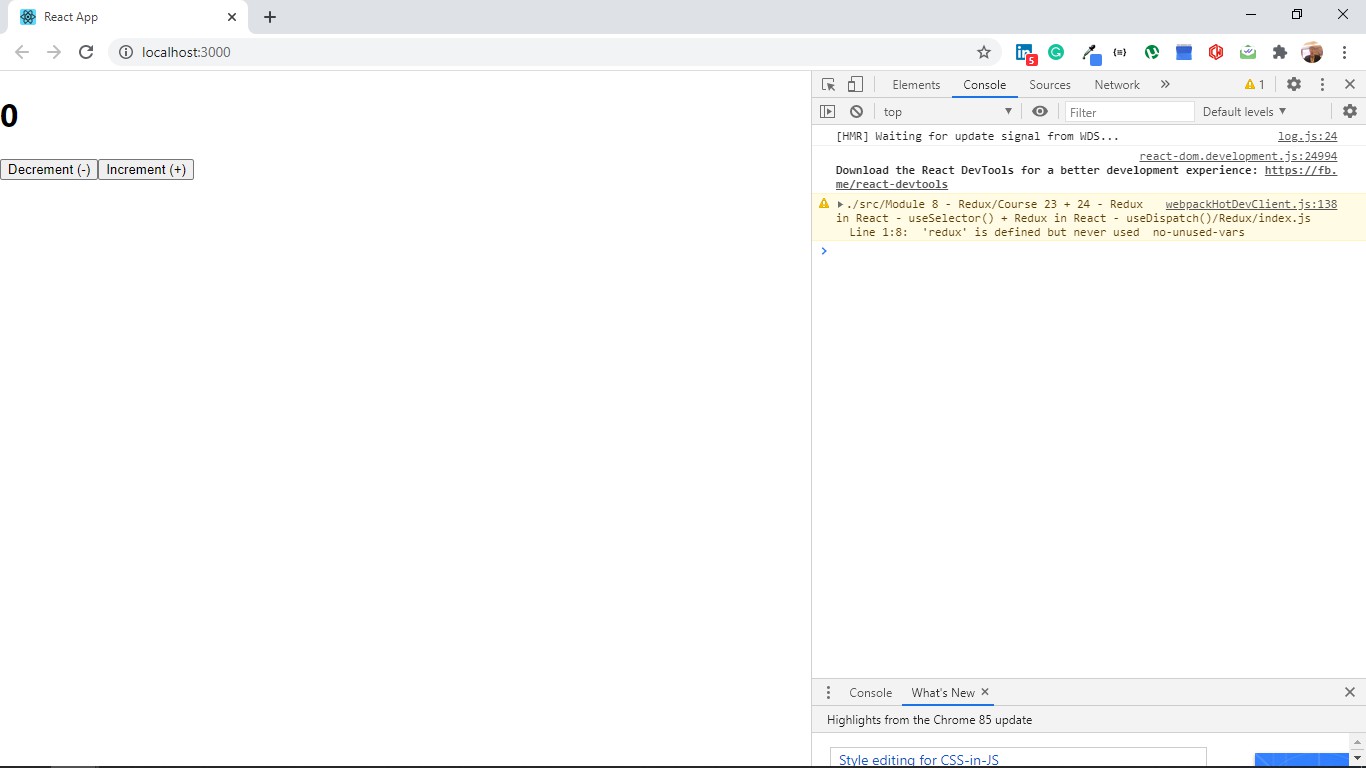 React App
localhost:3000
5
0
Decrement (-) Increment (+)
Elements Console Sources Network » 1
top Filter Default levels
[HMR] Waiting for update signal from WDS... log.js:24
react-dom.development.js:24994
Download the React DevTools for a better development experience: https://fb.
me/react-devtools
./src/Module 8 - Redux/Course 23 + 24 - Redux webpackHotDevClient.js:138
in React - useSelector() + Redux in React - useDispatch()/Redux/index.js
Line 1:8: 'redux' is defined but never used no-unused-vars
Console What's New
Highlights from the Chrome 85 update
Style editing for CSS-in-JS